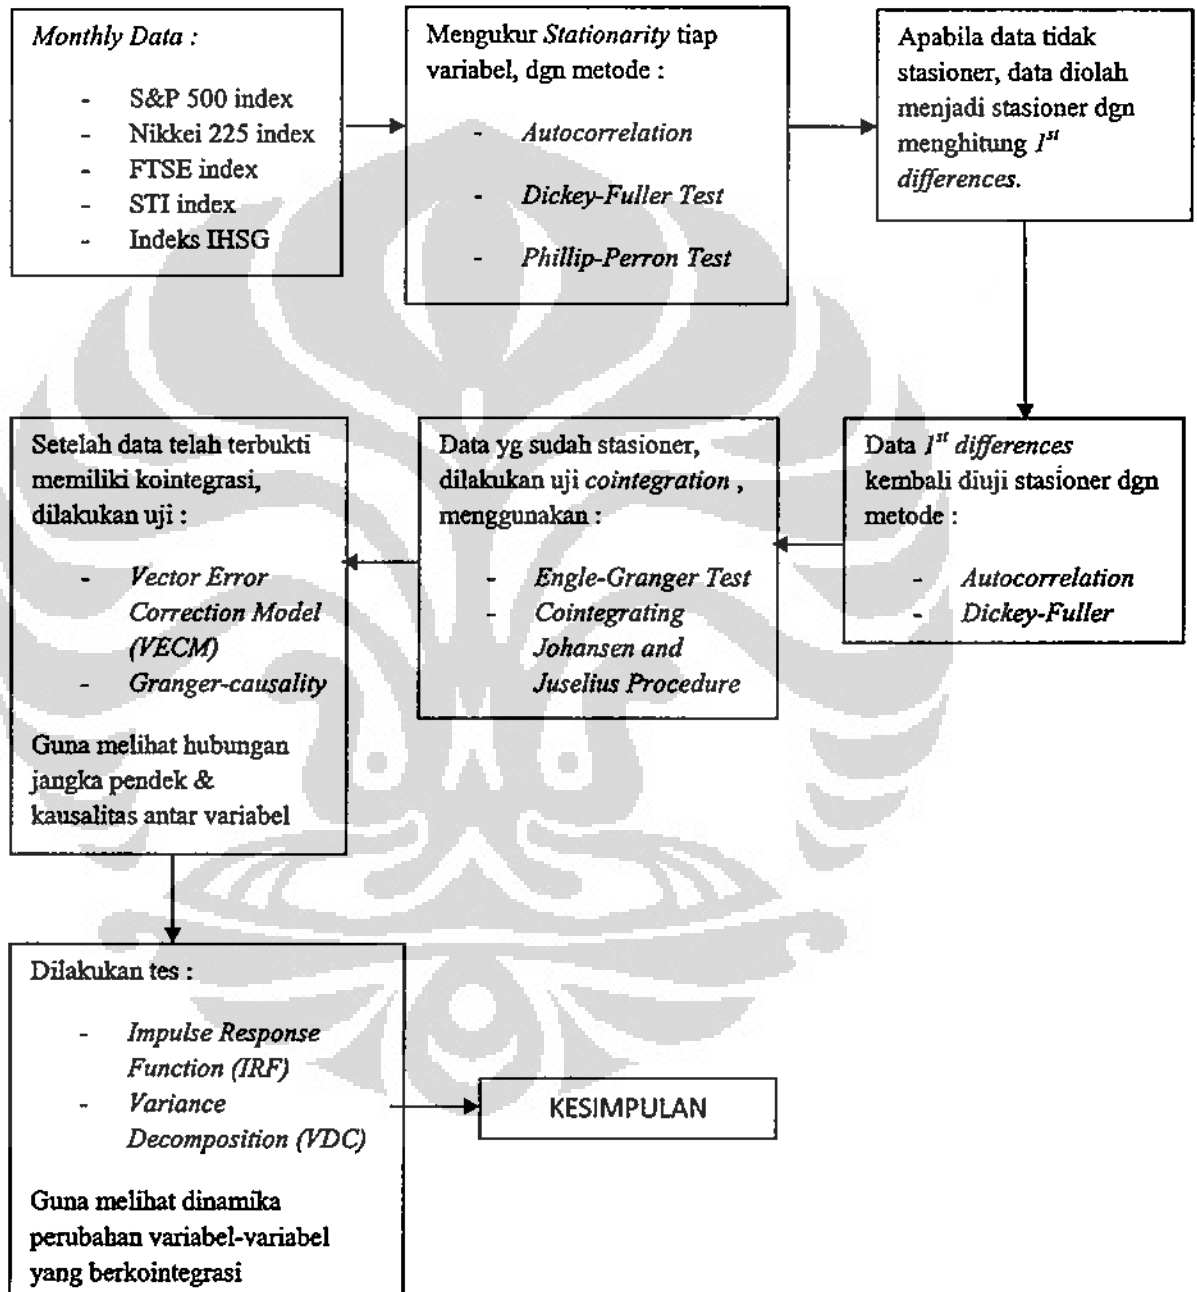 Monthly Data :
- S&P 500 index
- Nikkei 225 index
- FTSE index
- STI index
- Indeks IHSG
Mengukur Stationarity tiap
variabel, dgn metode :
- Autocorrelation
- Dickey-Fuller Test
- Phillip-Perron Test
Apabila data tidak
stasioner, data diolah
menjadi stasioner dgn
menghitung 1st
differences.
Data 1st differences
kembali diuji stasioner dgn
metode :
- Autocorrelation
- Dickey-Fuller
Data yg sudah stasioner,
dilakukan uji cointegration ,
menggunakan :
- Engle-Granger Test
- Cointegrating
Johansen and
Juselius Procedure
Setelah data telah terbukti
memiliki kointegrasi,
dilakukan uji :
- Vector Error
Correction Model
(VECM)
- Granger-causality
Guna melihat hubungan
jangka pendek &
kausalitas antar variabel
Dilakukan tes :
- Impulse Response
Function (IRF)
- Variance
Decomposition (VDC)
Guna melihat dinamika
perubahan variabel-variabel
yang berkointegrasi
KESIMPULAN